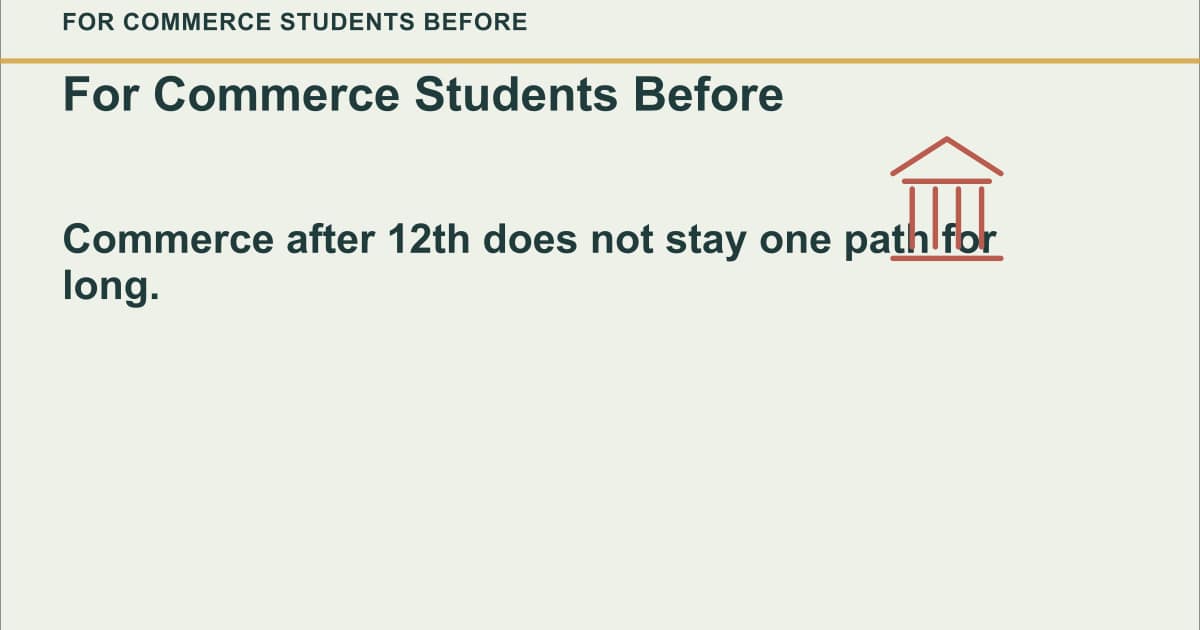 FOR COMMERCE STUDENTS BEFORE
For Commerce Students Before
Commerce after 12th does not stay one path for
long.